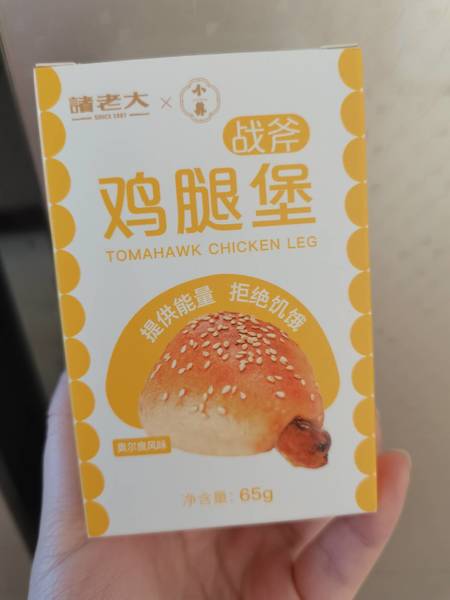 諸老大 × 小彝
SINCE 1887
战斧
鸡腿堡
TOMAHAWK CHICKEN LEG
提供能量 拒绝饥饿
奥尔良风味
净含量：65g